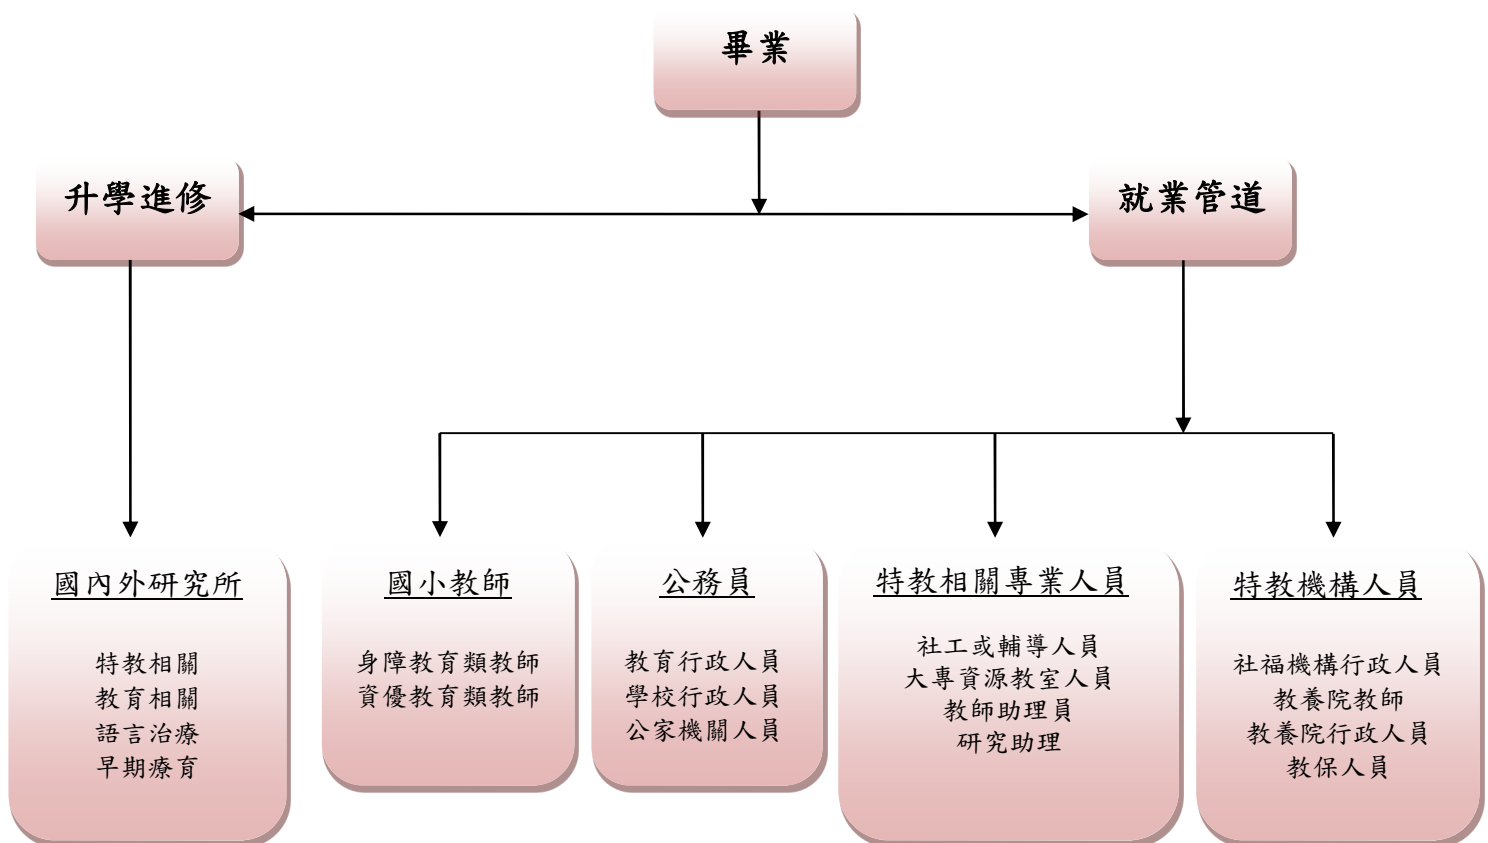 畢業
升學進修
就業管道
國內外研究所
特教相關
教育相關
語言治療
早期療育
國小教師
身障教育類教師
資優教育類教師
公務員
教育行政人員
學校行政人員
公家機關人員
特教相關專業人員
社工或輔導人員
大專資源教室人員
教師助理員
研究助理
特教機構人員
社福機構行政人員
教養院教師
教養院行政人員
教保人員